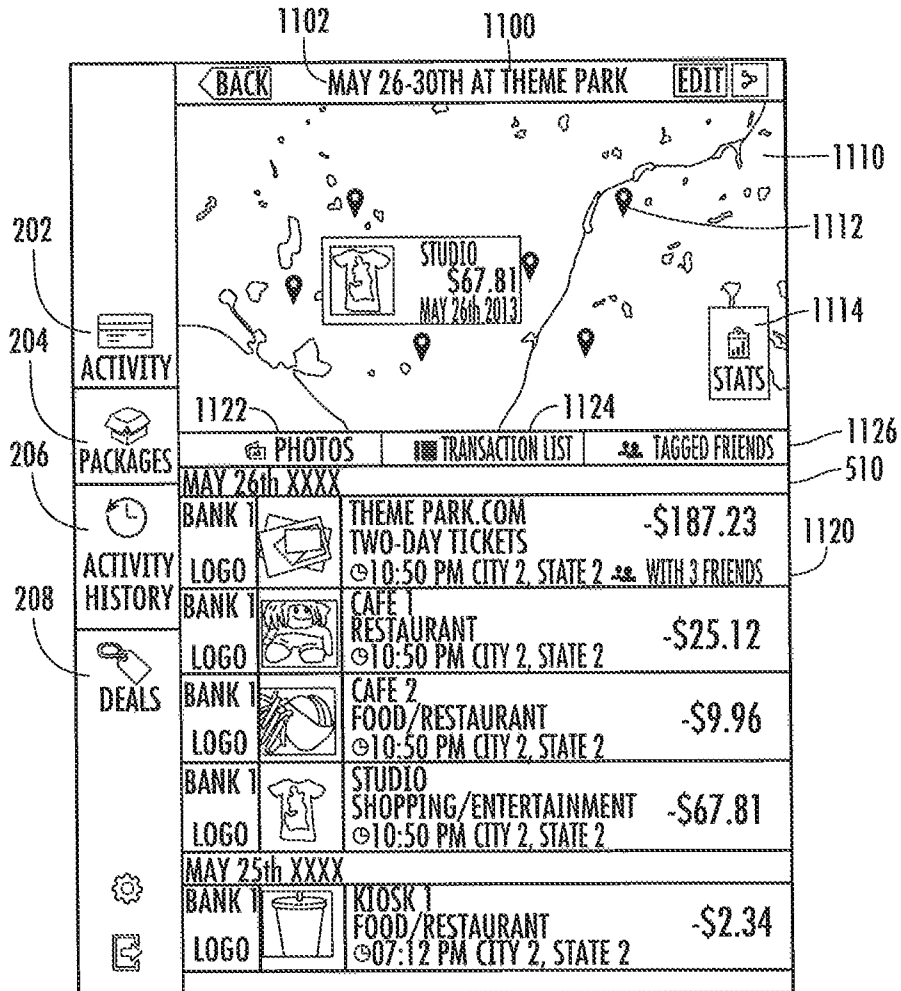 1102
1100
BACK
MAY 26-30TH AT THEME PARK
EDIT
1110
1112
STUDIO
$67.81
MAY 26th 2013
1114
STATS
202
ACTIVITY
204
PACKAGES
206
ACTIVITY
HISTORY
208
DEALS
1122
1124
1126
PHOTOS
TRANSACTION LIST
TAGGED FRIENDS
510
MAY 26th XXXX
BANK 1
LOGO
THEME PARK.COM
TWO-DAY TICKETS
10:50 PM CITY 2, STATE 2
WITH 3 FRIENDS
-$187.23
1120
BANK 1
LOGO
CAFE 1
RESTAURANT
10:50 PM CITY 2, STATE 2
-$25.12
BANK 1
LOGO
CAFE 2
FOOD/RESTAURANT
10:50 PM CITY 2, STATE 2
-$9.96
BANK 1
LOGO
STUDIO
SHOPPING/ENTERTAINMENT
10:50 PM CITY 2, STATE 2
-$67.81
MAY 25th XXXX
BANK 1
LOGO
KIOSK 1
FOOD/RESTAURANT
07:12 PM CITY 2, STATE 2
-$2.34